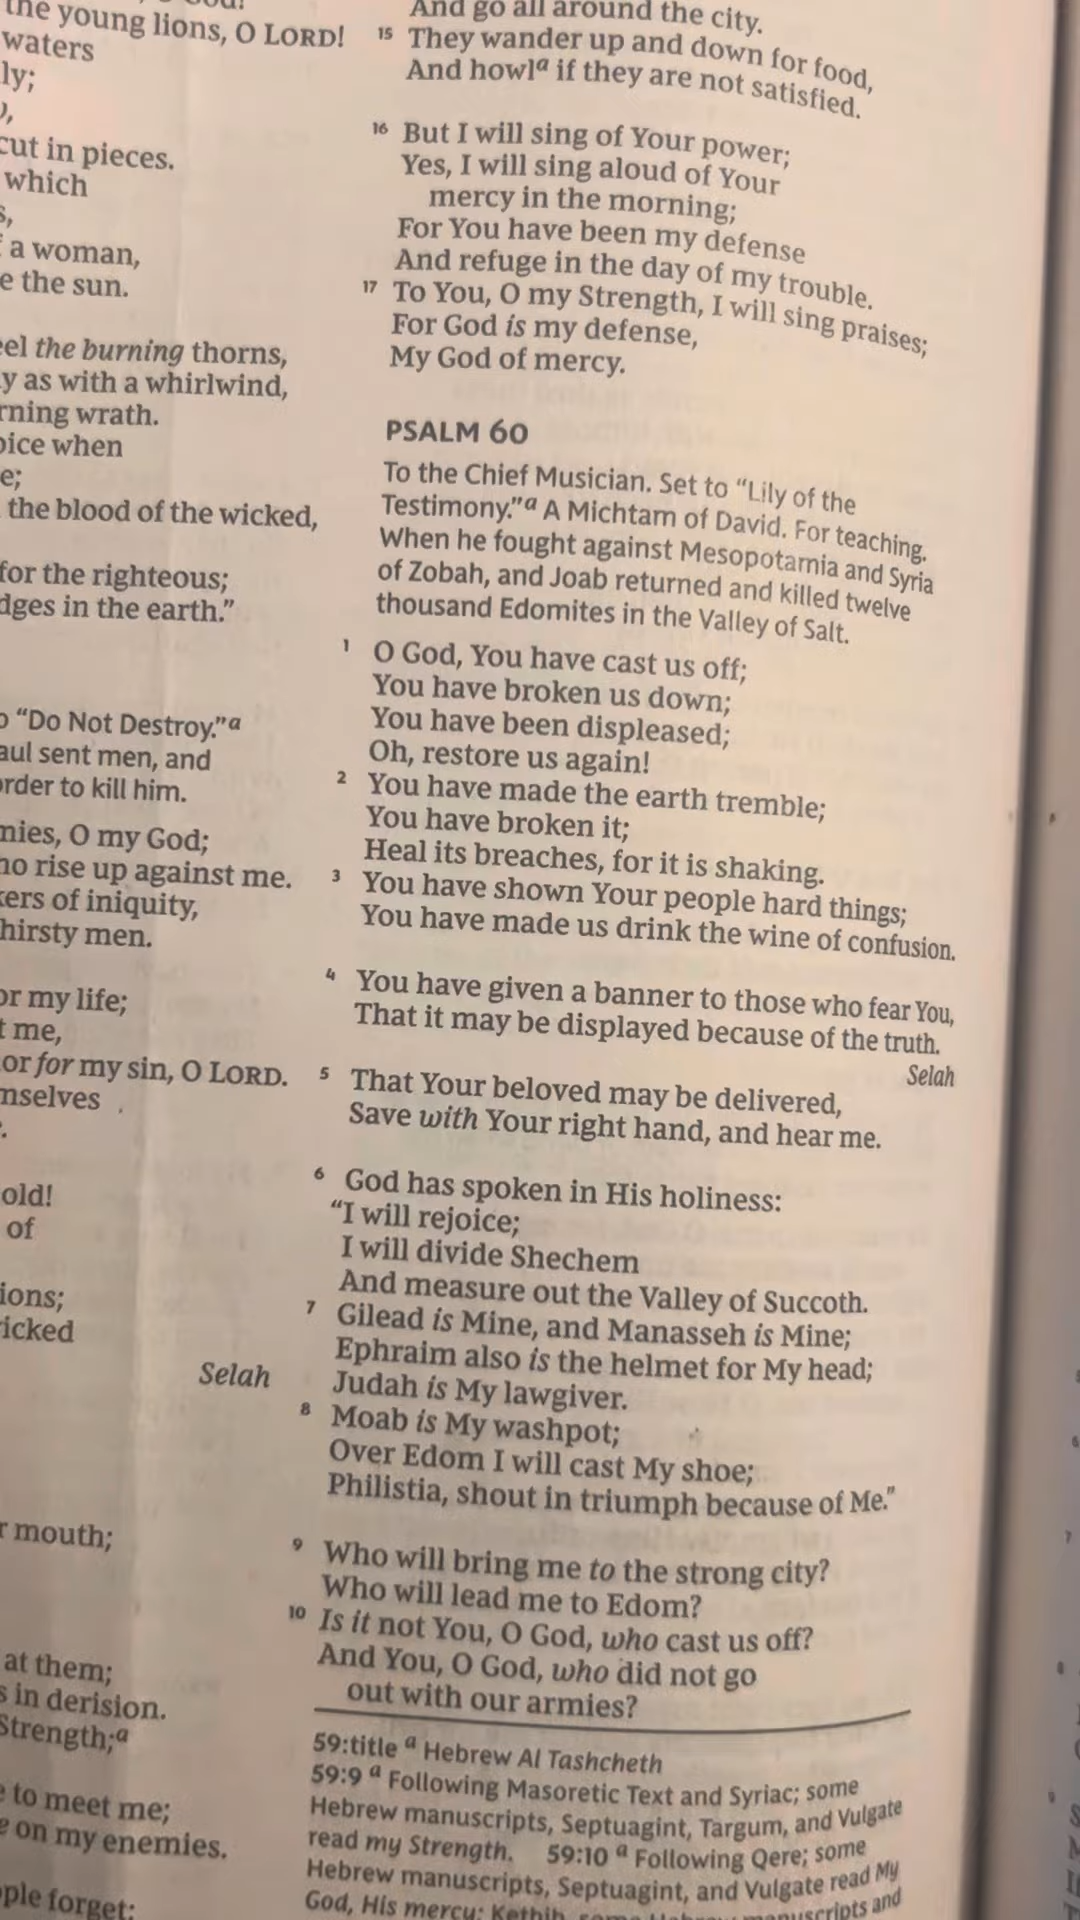 the young lions, O LORD!
waters
ly;
cut in pieces.
which
a woman,
e the sun.
eel the burning thorns,
y as with a whirlwind,
rning wrath.
oice when
e;
the blood of the wicked,
for the righteous;
dges in the earth."
o "Do Not Destroy."a
aul sent men, and
order to kill him.
mies, O my God;
ho rise up against me.
kers of iniquity,
hirsty men.
or my life;
t me,
or for my sin, O LORD.
mselves
old!
of
ions;
icked
Selah
r mouth;
at them;
s in derision.
Strength;a
e to meet me;
e on my enemies.
ople forget;
And go all around the city.
15 They wander up and down for food,
And howla if they are not satisfied.
16 But I will sing of Your power;
Yes, I will sing aloud of Your
mercy in the morning;
For You have been my defense
And refuge in the day of my trouble.
17 To You, O my Strength, I will sing praises;
For God is my defense,
My God of mercy.
PSALM 60
To the Chief Musician. Set to "Lily of the
Testimony."a A Michtam of David. For teaching.
When he fought against Mesopotamia and Syria
of Zobah, and Joab returned and killed twelve
thousand Edomites in the Valley of Salt.
1 O God, You have cast us off;
You have broken us down;
You have been displeased;
Oh, restore us again!
2 You have made the earth tremble;
You have broken it;
Heal its breaches, for it is shaking.
3 You have shown Your people hard things;
You have made us drink the wine of confusion.
4 You have given a banner to those who fear You,
That it may be displayed because of the truth.
Selah
5 That Your beloved may be delivered,
Save with Your right hand, and hear me.
6 God has spoken in His holiness:
"I will rejoice;
I will divide Shechem
And measure out the Valley of Succoth.
7 Gilead is Mine, and Manasseh is Mine;
Ephraim also is the helmet for My head;
Judah is My lawgiver.
8 Moab is My washpot;
Over Edom I will cast My shoe;
Philistia, shout in triumph because of Me."
9 Who will bring me to the strong city?
Who will lead me to Edom?
10 Is it not You, O God, who cast us off?
And You, O God, who did not go
out with our armies?
59:title a Hebrew Al Tashcheth
59:9 a Following Masoretic Text and Syriac; some
Hebrew manuscripts, Septuagint, Targum, and Vulgate
read my Strength. 59:10 a Following Qere; some
Hebrew manuscripts, Septuagint, and Vulgate read My
God, His mercy; Kethib, some Hebrew manuscripts and